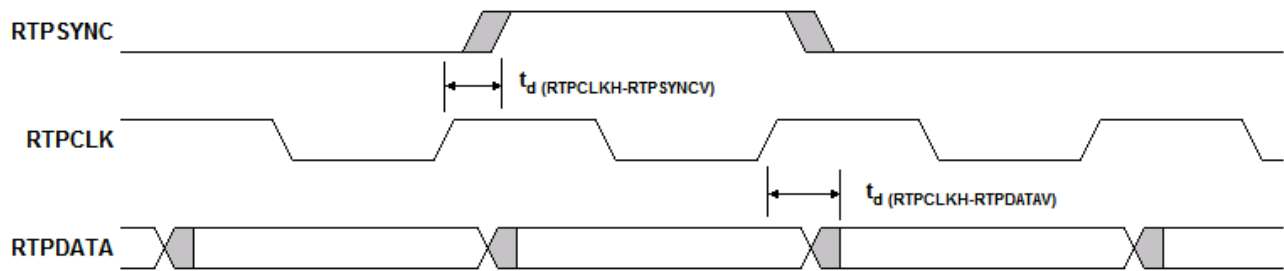 RTPSYNC
td (RTPCLKH-RTPSYNCV)
RTPCLK
td (RTPCLKH-RTPDATAV)
RTPDATA